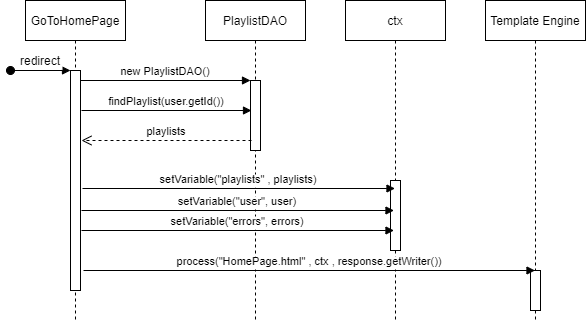 GoToHomePage
PlaylistDAO
ctx
Template Engine
redirect
new PlaylistDAO()
findPlaylist(user.getId())
playlists
setVariable("playlists" , playlists)
setVariable("user", user)
setVariable("errors", errors)
process("HomePage.html" , ctx , response.getWriter())